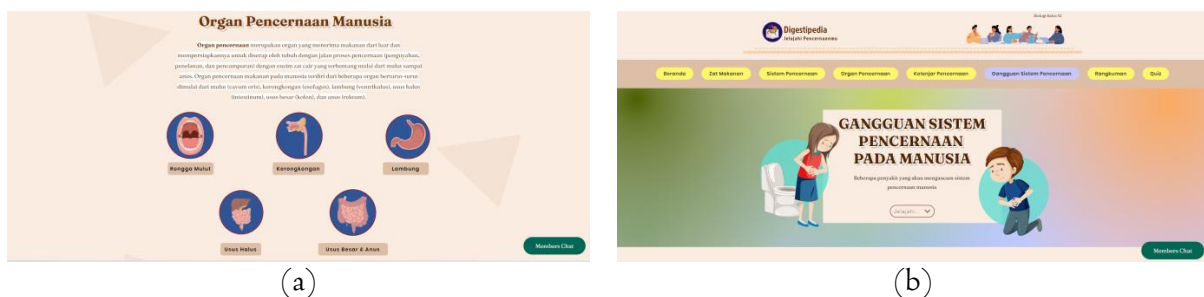 Organ Pencernaan Manusia
Organ pencernaan merupakan organ yang menerima makanan dari luar dan
mempersiapkannya untuk diserap oleh tubuh dengan jalan proses pencernaan (pengunyahan,
penelanan, dan pencampuran) dengan enzim zat cair yang terbentang mulai dari mulut sampai
anus. Organ pencernaan makanan pada manusia terdiri dari beberapa organ berturut-turut
dimulai dari mulut (cavum oris), kerongkongan (esofagus), lambung (ventrikulus), usus halus
(intestinum), usus besar (kolon), dan anus (rektum).
Rongga Mulut
Kerongkongan
Lambung
Usus Halus
Usus Besar & Anus
Members Chat
(a)
Digestipedia
Jelajahi Pencernaanmu
Biologi Kelas XI
Beranda
Zat Makanan
Sistem Pencernaan
Organ Pencernaan
Kelenjar Pencernaan
Gangguan Sistem Pencernaan
Rangkuman
Quiz
GANGGUAN SISTEM
PENCERNAAN
PADA MANUSIA
Beberapa penyakit yang akan mengancam sistem
pencernaan manusia
Jelajahi...
Members Chat
(b)